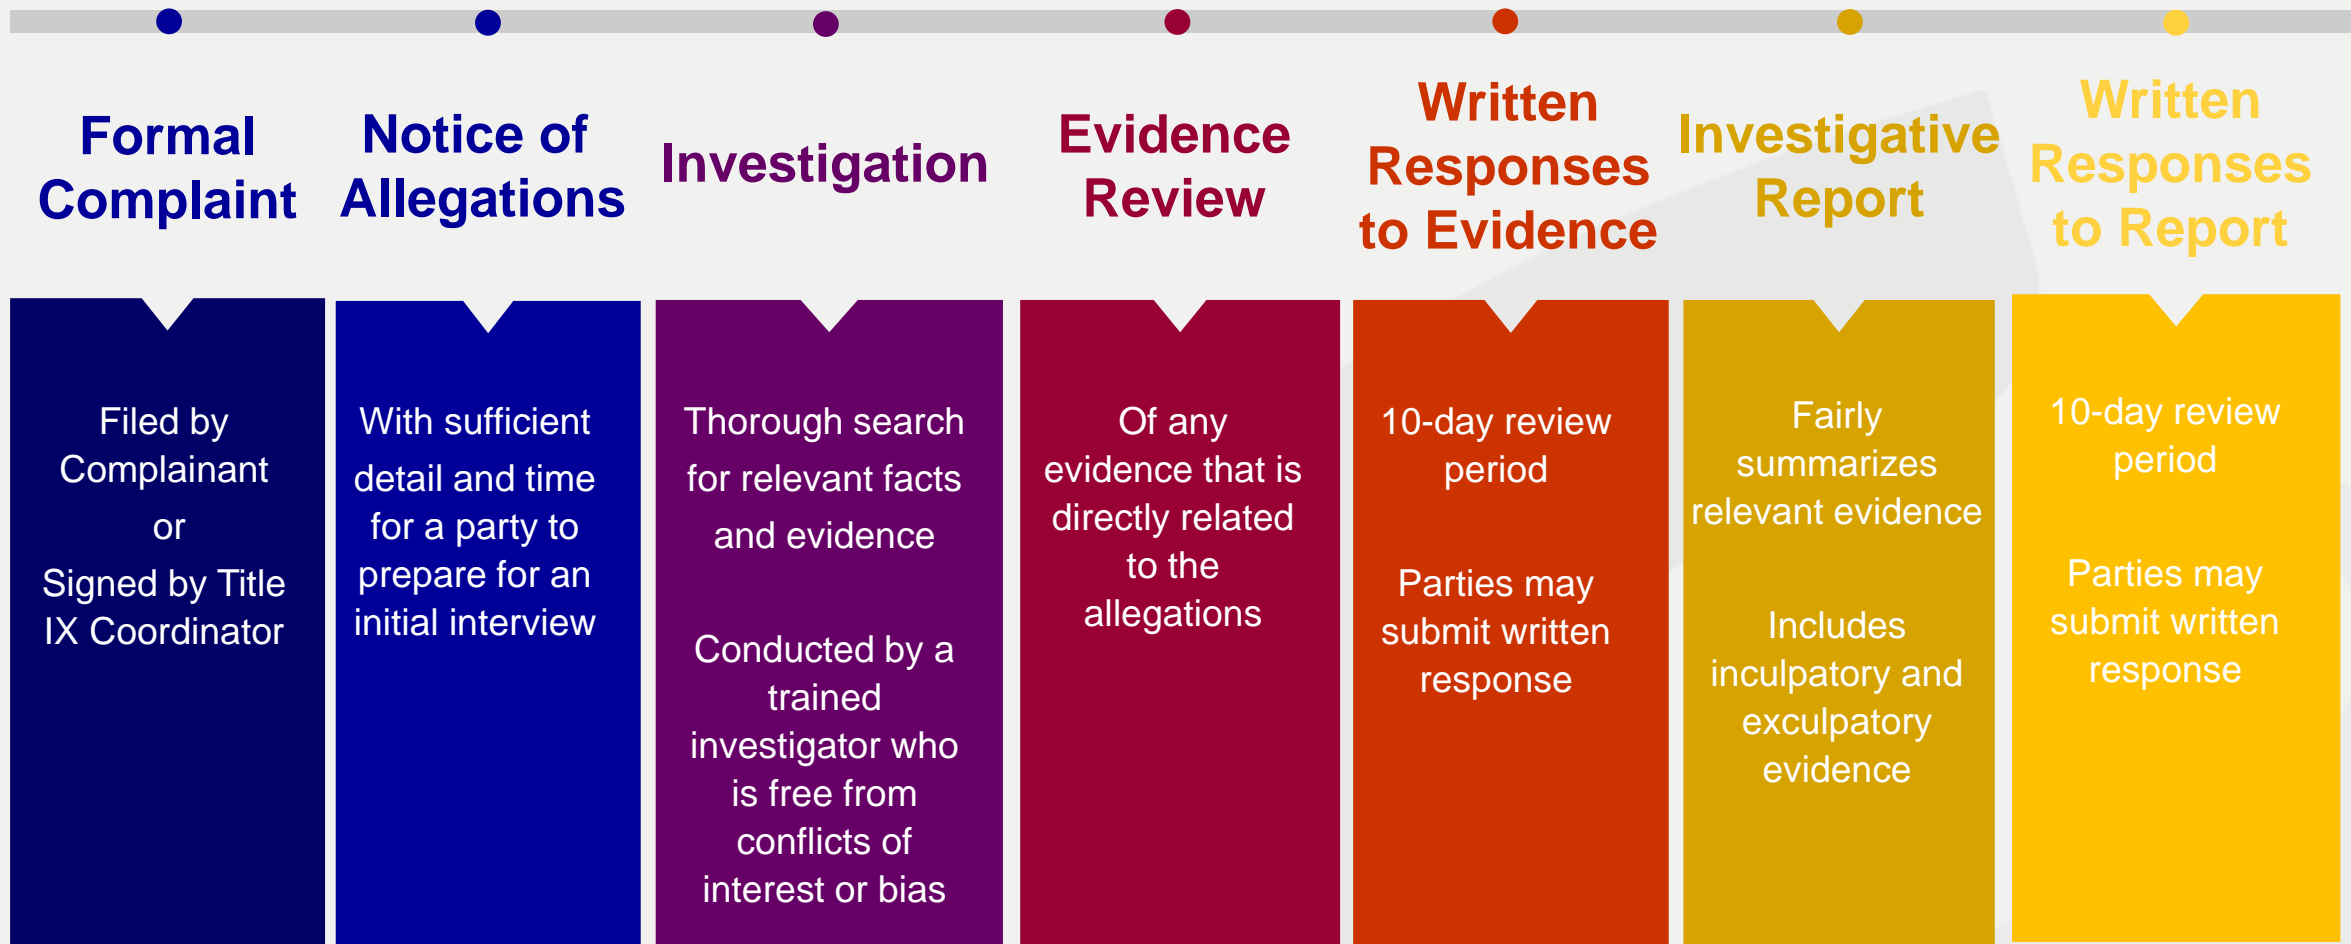 Formal
Complaint
Notice of
Allegations
Investigation
Evidence
Review
Written
Responses
to Evidence
Investigative
Report
Written
Responses
to Report
Filed by
Complainant
or
Signed by Title
IX Coordinator
With sufficient
detail and time
for a party to
prepare for an
initial interview
Thorough search
for relevant facts
and evidence
Conducted by a
trained
investigator who
is free from
conflicts of
interest or bias
Of any
evidence that is
directly related
to the
allegations
10-day review
period
Parties may
submit written
response
Fairly
summarizes
relevant evidence
Includes
inculpatory and
exculpatory
evidence
10-day review
period
Parties may
submit written
response